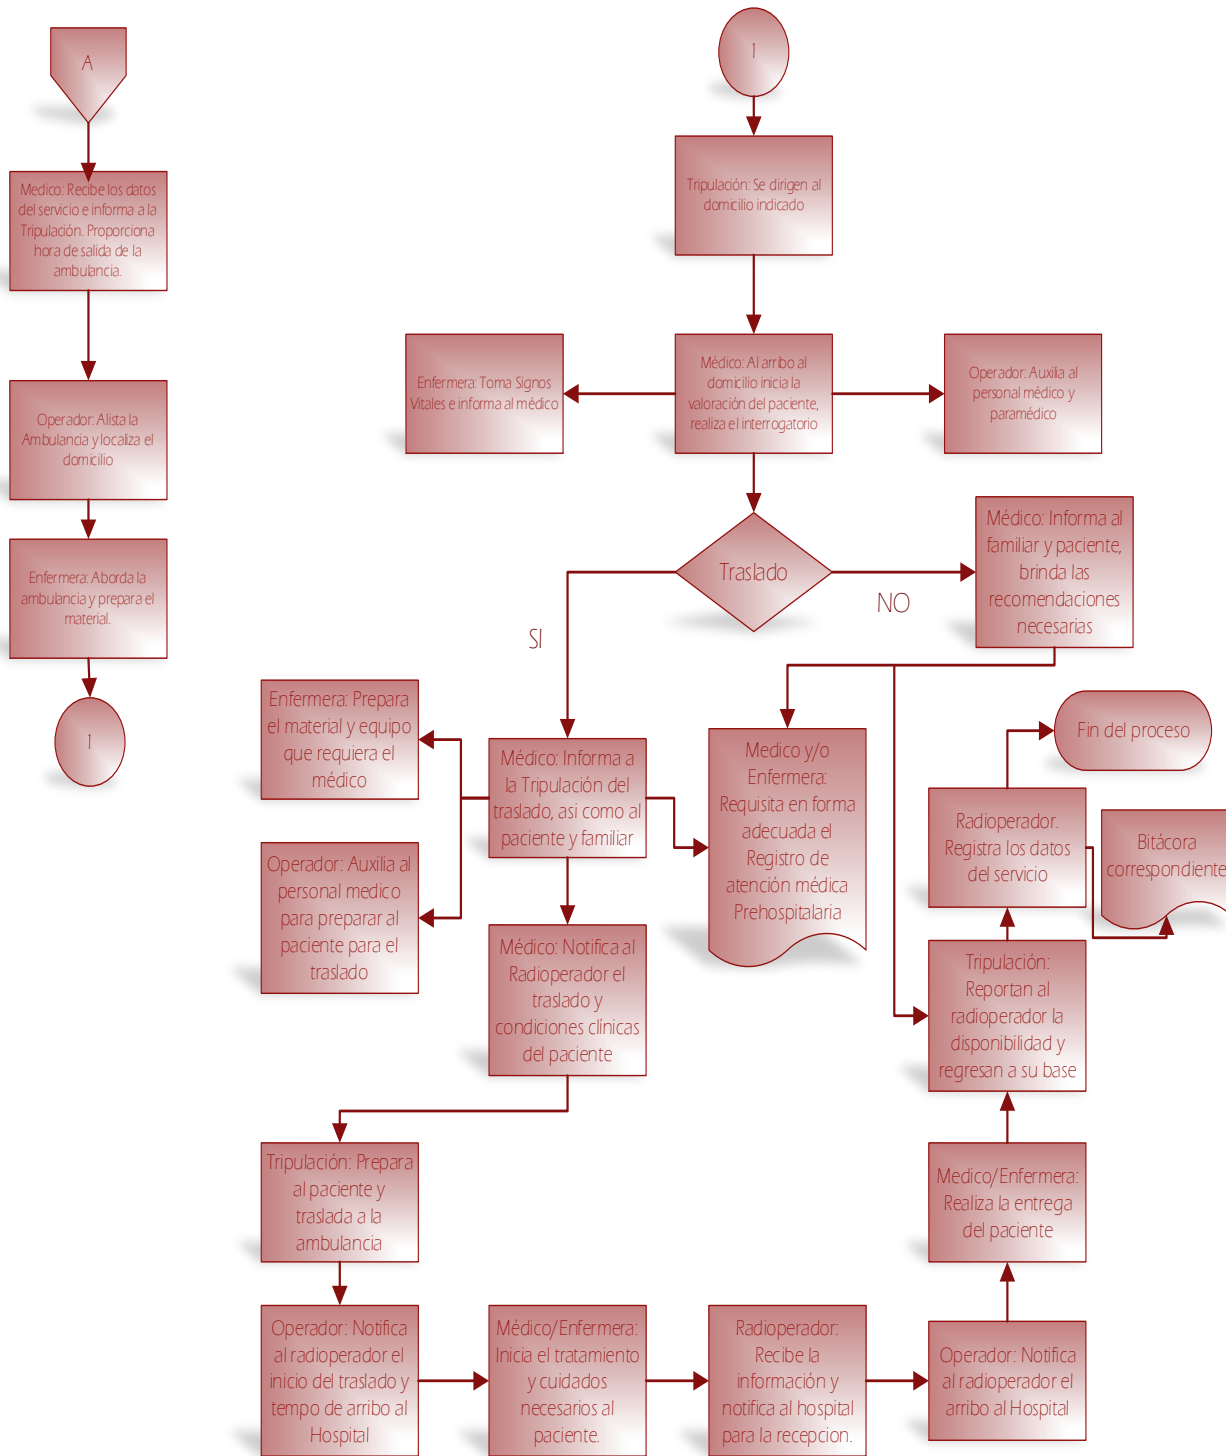 A
Medico: Recibe los datos
del servicio e informa a la
Tripulación. Proporciona
hora de salida de la
ambulancia.
Operador: Alista la
Ambulancia y localiza el
domicilio
Enfermera: Aborda la
ambulancia y prepara el
material.
1
1
Tripulación: Se dirigen al
domicilio indicado
Enfermera: Toma Signos
Vitales e informa al médico
Médico: Al arribo al
domicilio inicia la
valoración del paciente,
realiza el interrogatorio
Operador: Auxilia al
personal médico y
paramédico
Traslado
NO
SI
Médico: Informa al
familiar y paciente,
brinda las
recomendaciones
necesarias
Enfermera: Prepara
el material y equipo
que requiera el
médico
Operador: Auxilia al
personal medico
para preparar al
paciente para el
traslado
Médico: Informa a
la Tripulación del
traslado, asi como al
paciente y familiar
Medico y/o
Enfermera:
Requisita en forma
adecuada el
Registro de
atención médica
Prehospitalaria
Fin del proceso
Radioperador.
Registra los datos
del servicio
Bitácora
correspondiente
Médico: Notifica al
Radioperador el
traslado y
condiciones clínicas
del paciente
Tripulación:
Reportan al
radioperador la
disponibilidad y
regresan a su base
Tripulación: Prepara
al paciente y
traslada a la
ambulancia
Medico/Enfermera:
Realiza la entrega
del paciente
Operador: Notifica
al radioperador el
inicio del traslado y
tempo de arribo al
Hospital
Médico/Enfermera:
Inicia el tratamiento
y cuidados
necesarios al
paciente.
Radioperador:
Recibe la
información y
notifica al hospital
para la recepcion.
Operador: Notifica
al radioperador el
arribo al Hospital